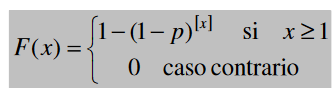 F(x) = { 1 − (1 − p)^[x] si x ≥ 1
0 caso contrario